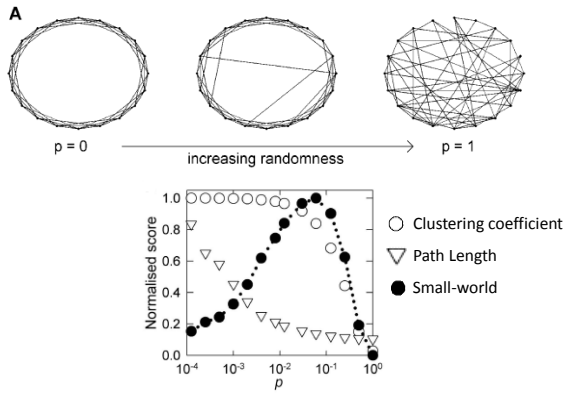 A
p = 0
p = 1
increasing randomness
Normalised score
1.0
0.8
0.6
0.4
0.2
0.0
10⁻⁴
10⁻³
10⁻²
10⁻¹
10⁰
p
Clustering coefficient
Path Length
Small-world